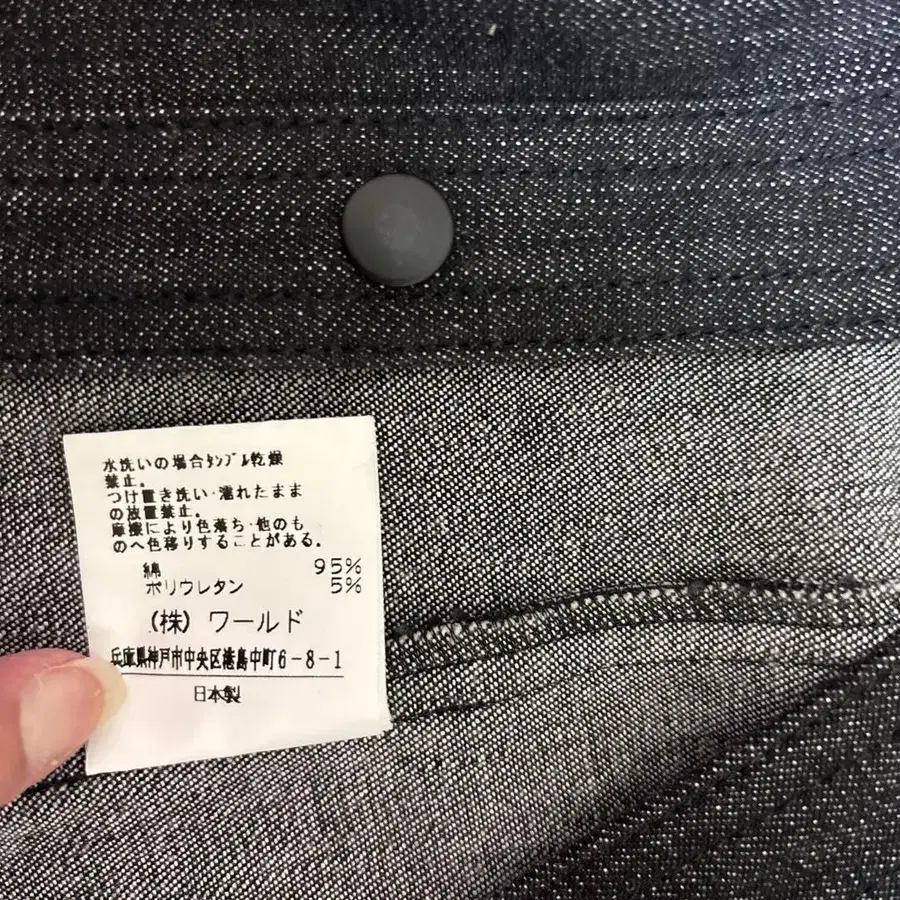 水洗いの場合ﾀﾝﾌﾞﾙ乾燥
禁止。
つけ置き洗い・濡れたまま
の放置禁止。
摩擦により色落ち・他のも
のへ色移りすることがある。
綿 95%
ポリウレタン 5%
(株) ワールド
兵庫県神戸市中央区港島中町6-8-1
日本製